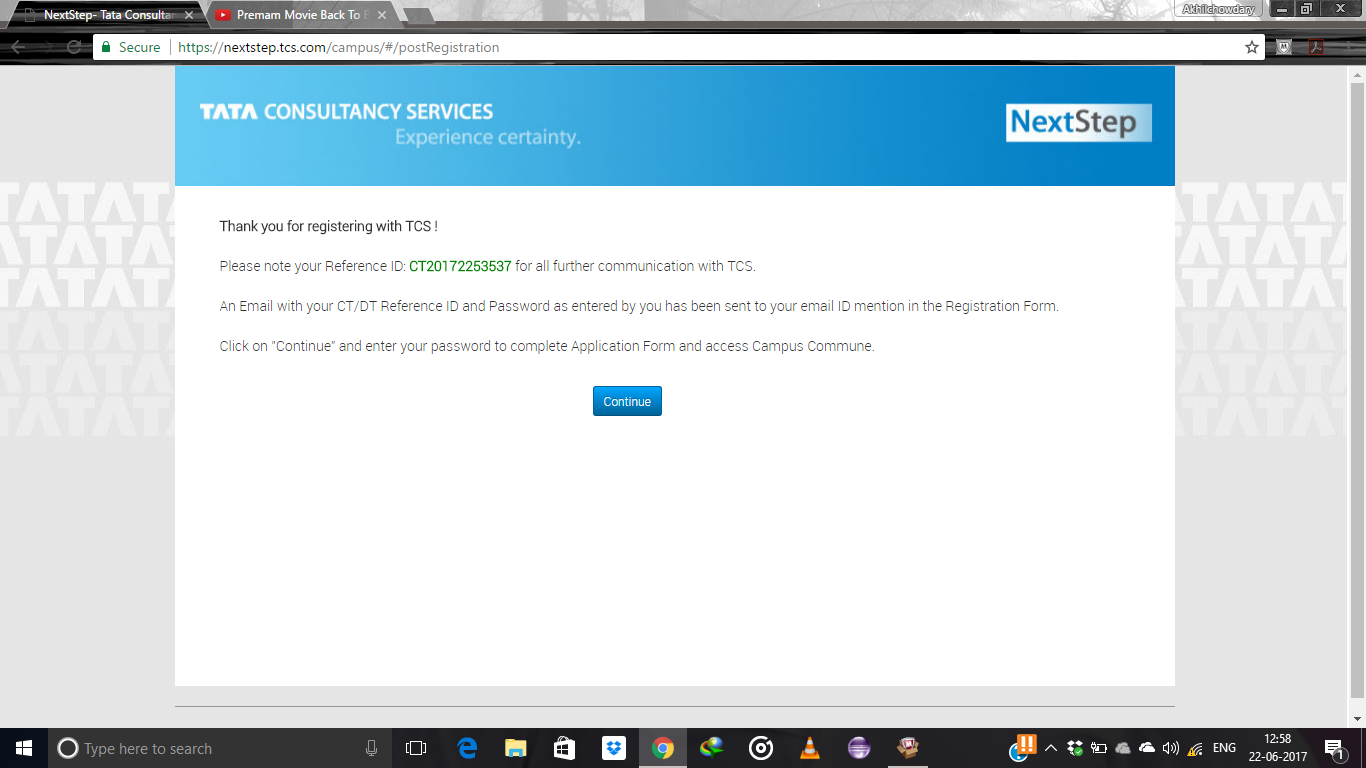 NextStep- Tata Consultan
Premam Movie Back To B
Akhilchowdary
Secure
https://nextstep.tcs.com/campus/#/postRegistration
TATA CONSULTANCY SERVICES
Experience certainty.
NextStep
Thank you for registering with TCS !
Please note your Reference ID: CT20172253537 for all further communication with TCS.
An Email with your CT/DT Reference ID and Password as entered by you has been sent to your email ID mention in the Registration Form.
Click on "Continue" and enter your password to complete Application Form and access Campus Commune.
Continue
Type here to search
ENG
12:58
22-06-2017
1